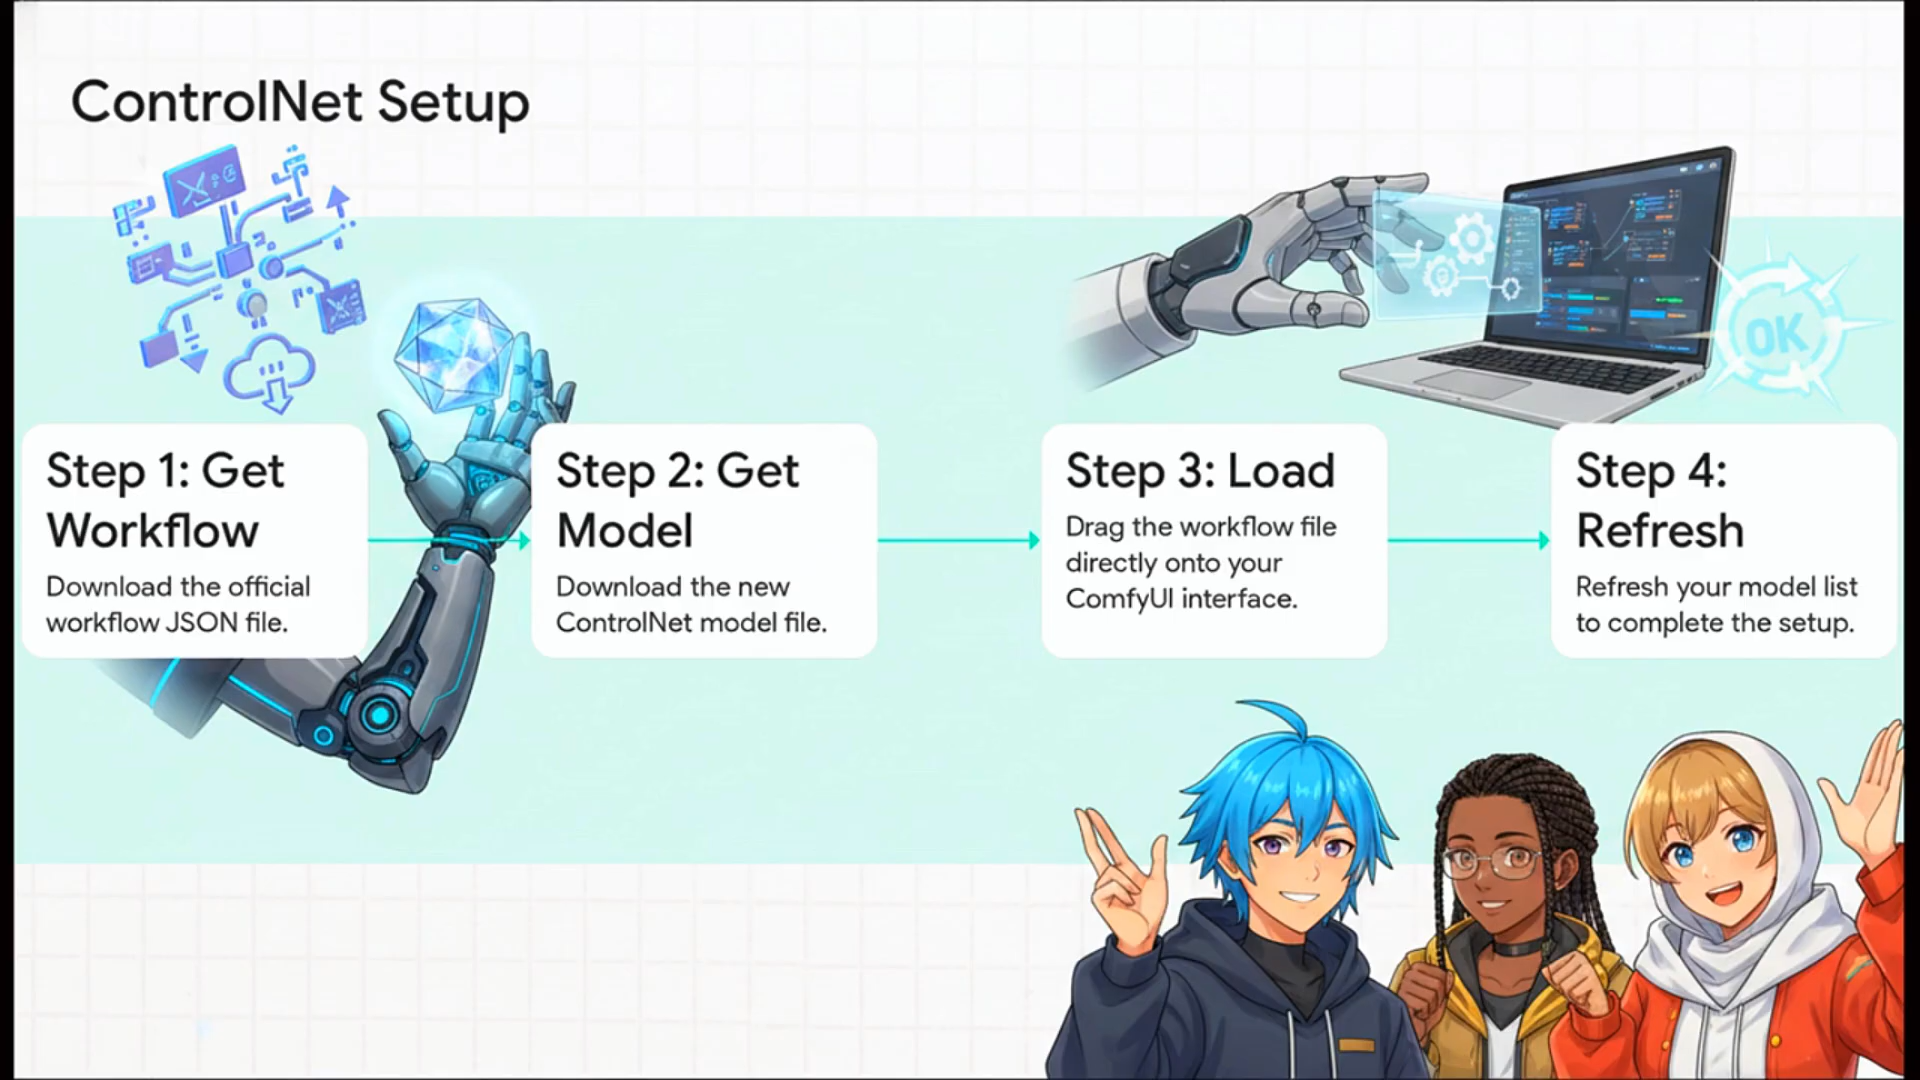 ControlNet Setup
OK
Step 1: Get
Workflow
Download the official
workflow JSON file.
Step 2: Get
Model
Download the new
ControlNet model file.
Step 3: Load
Drag the workflow file
directly onto your
ComfyUI interface.
Step 4:
Refresh
Refresh your model list
to complete the setup.